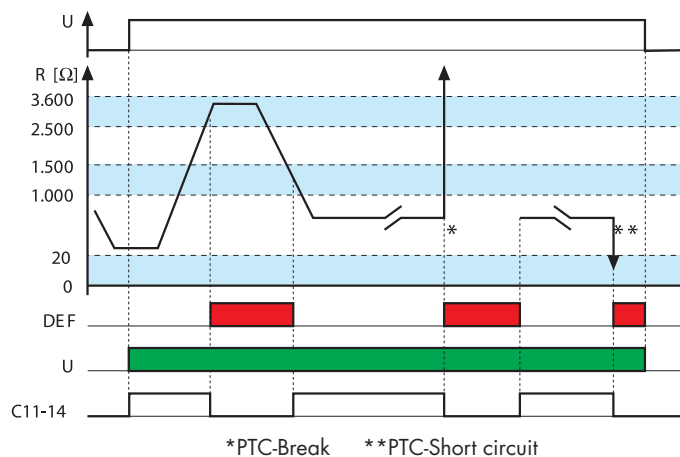 U
R [Ω]
3.600
2.500
1.500
1.000
*
**
20
0
DEF
U
C11-14
*PTC-Break **PTC-Short circuit